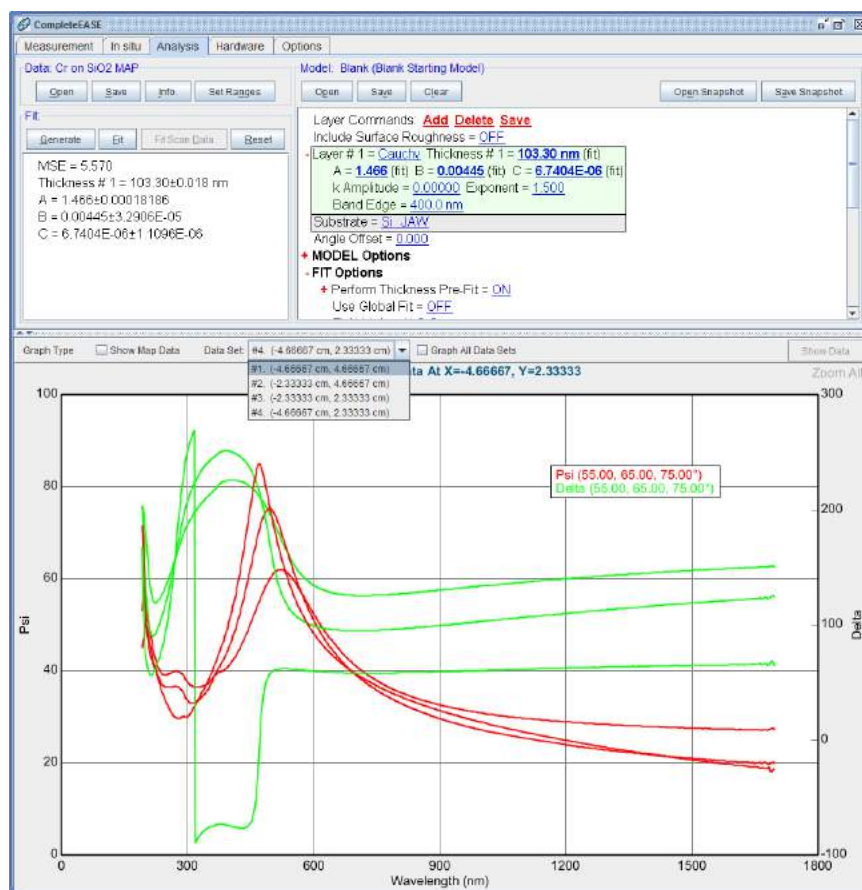 CompleteEASE
Measurement In situ Analysis Hardware Options
Data: Cr on SiO2 MAP
Open Save Info. Set Ranges
Fit:
Generate Fit Fit Scan Data Reset
MSE = 5.570
Thickness # 1 = 103.30±0.018 nm
A = 1.466±0.00018186
B = 0.00445±3.2906E-05
C = 6.7404E-06±1.1096E-06
Model: Blank (Blank Starting Model)
Open Save Clear Open Snapshot Save Snapshot
Layer Commands: Add Delete Save
Include Surface Roughness = OFF
- Layer # 1 = Cauchy Thickness # 1 = 103.30 nm (fit)
A = 1.466 (fit) B = 0.00445 (fit) C = 6.7404E-06 (fit)
k Amplitude = 0.00000 Exponent = 1.500
Band Edge = 400.0 nm
Substrate = Si_JAW
Angle Offset = 0.000
+ MODEL Options
- FIT Options
+ Perform Thickness Pre-Fit = ON
Use Global Fit = OFF
Graph Type Show Map Data Data Set: #4. (-4.66667 cm, 2.33333 cm) Graph All Data Sets Show Data
#1. (-4.66667 cm, 4.66667 cm)
#2. (-2.33333 cm, 4.66667 cm)
#3. (-2.33333 cm, 2.33333 cm)
#4. (-4.66667 cm, 2.33333 cm)
ta At X=-4.66667, Y=2.33333
Zoom All
100
80
60
40
20
0
Psi
Psi (55.00, 65.00, 75.00°)
Delta (55.00, 65.00, 75.00°)
300
200
100
0
-100
Delta
0 300 600 900 1200 1500 1800
Wavelength (nm)